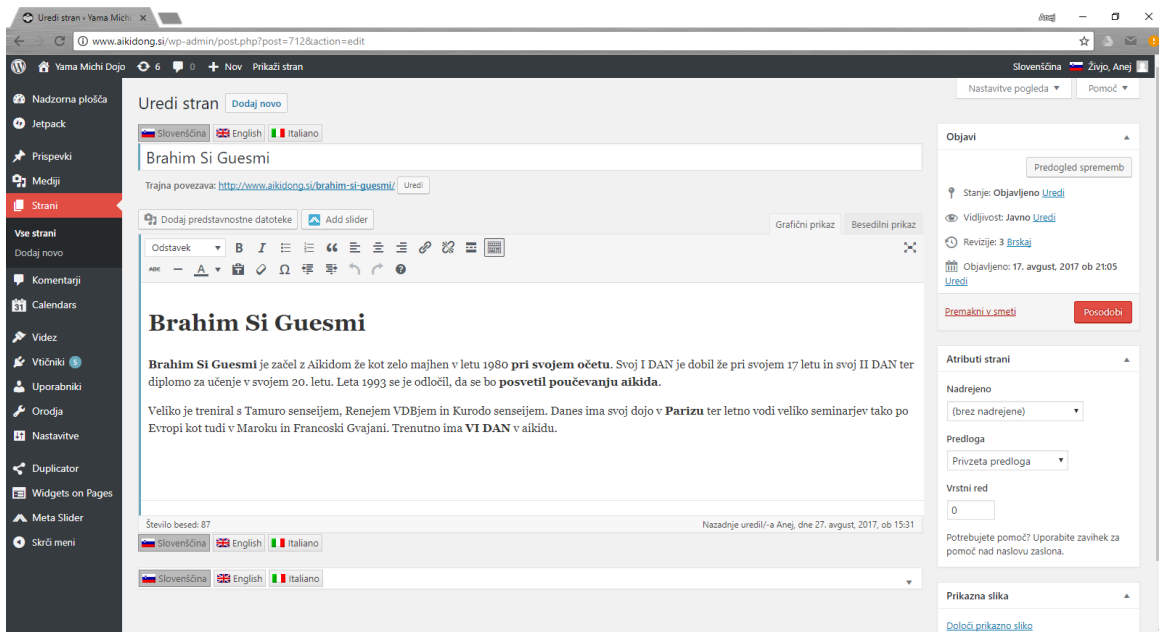 Uredi stran ‹ Yama Michi
Anej
www.aikidong.si/wp-admin/post.php?post=712&action=edit
Yama Michi Dojo 6 0 + Nov Prikaži stran
Slovenščina Živjo, Anej
Nastavitve pogleda Pomoč
Nadzorna plošča
Jetpack
Prispevki
Mediji
Strani
Vse strani
Dodaj novo
Komentarji
31 Calendars
Videz
Vtičniki 5
Uporabniki
Orodja
Nastavitve
Duplicator
Widgets on Pages
Meta Slider
Skrči meni
Uredi stran Dodaj novo
Slovenščina English Italiano
Brahim Si Guesmi
Trajna povezava: http://www.aikidong.si/brahim-si-guesmi/ Uredi
Dodaj predstavnostne datoteke Add slider
Grafični prikaz Besedilni prikaz
Odstavek B I
ABC A Ω
Brahim Si Guesmi
Brahim Si Guesmi je začel z Aikidom že kot zelo majhen v letu 1980 pri svojem očetu. Svoj I DAN je dobil že pri svojem 17 letu in svoj II DAN ter
diplomo za učenje v svojem 20. letu. Leta 1993 se je odločil, da se bo posvetil poučevanju aikida.
Veliko je treniral s Tamuro senseijem, Renejem VDBjem in Kurodo senseijem. Danes ima svoj dojo v Parizu ter letno vodi veliko seminarjev tako po
Evropi kot tudi v Maroku in Francoski Gvajani. Trenutno ima VI DAN v aikidu.
Število besed: 87
Nazadnje uredil/-a Anej, dne 27. avgust, 2017, ob 15:31
Slovenščina English Italiano
Slovenščina English Italiano
Objavi
Predogled sprememb
Stanje: Objavljeno Uredi
Vidljivost: Javno Uredi
Revizije: 3 Brskaj
Objavljeno: 17. avgust, 2017 ob 21:05
Uredi
Premakni v smeti Posodobi
Atributi strani
Nadrejeno
(brez nadrejene)
Predloga
Privzeta predloga
Vrstni red
0
Potrebujete pomoč? Uporabite zavihek za
pomoč nad naslovu zaslona.
Prikazna slika
Določi prikazno sliko